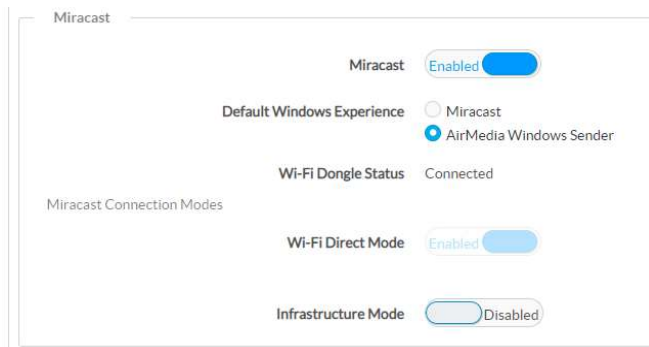 Miracast
Miracast Enabled
Default Windows Experience Miracast
AirMedia Windows Sender
Wi-Fi Dongle Status Connected
Miracast Connection Modes
Wi-Fi Direct Mode Enabled
Infrastructure Mode Disabled